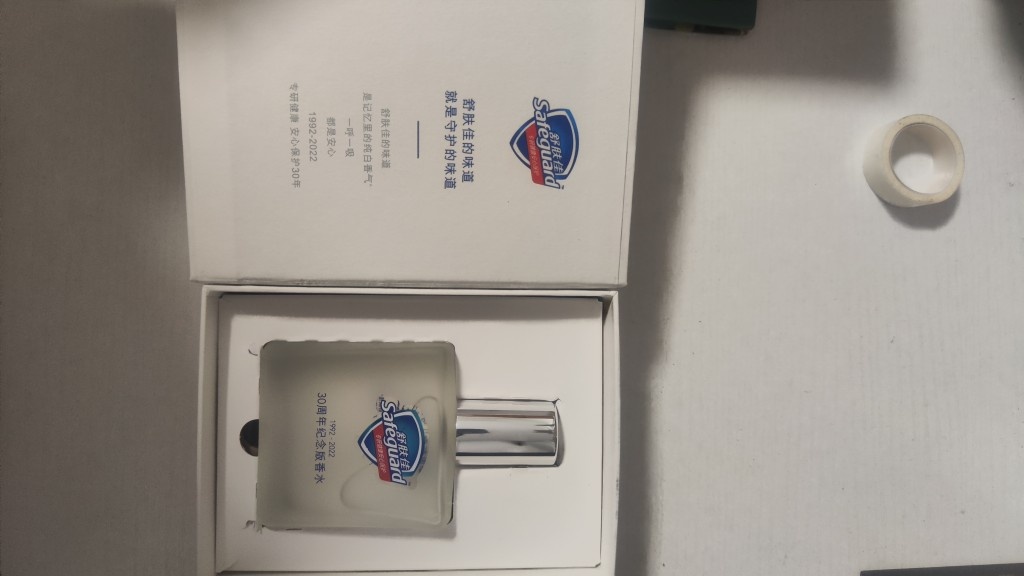 舒肤佳
Safeguard
舒肤佳的味道
就是守护的味道
舒肤佳的味道
是记忆里的纯白香气
一呼一吸
都是安心
1992-2022
专研健康 安心保护30年
舒肤佳
Safeguard
1992-2022
30周年纪念版香水